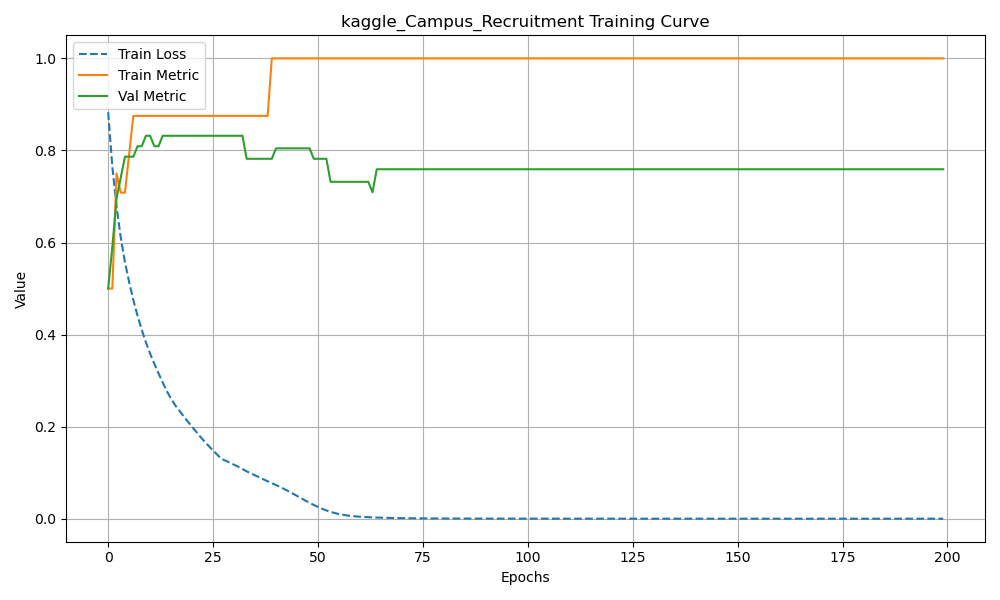 kaggle_Campus_Recruitment Training Curve
Train Loss
Train Metric
Val Metric
1.0
0.8
0.6
0.4
0.2
0.0
Value
0 25 50 75 100 125 150 175 200
Epochs